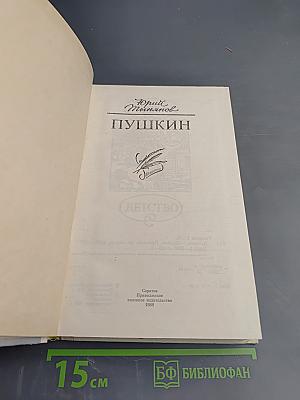 Юрий
Тынянов
ПУШКИН
ДЕТСТВО
Саратов
Приволжское
книжное издательство
15 см
БФ БИБЛИОФАН